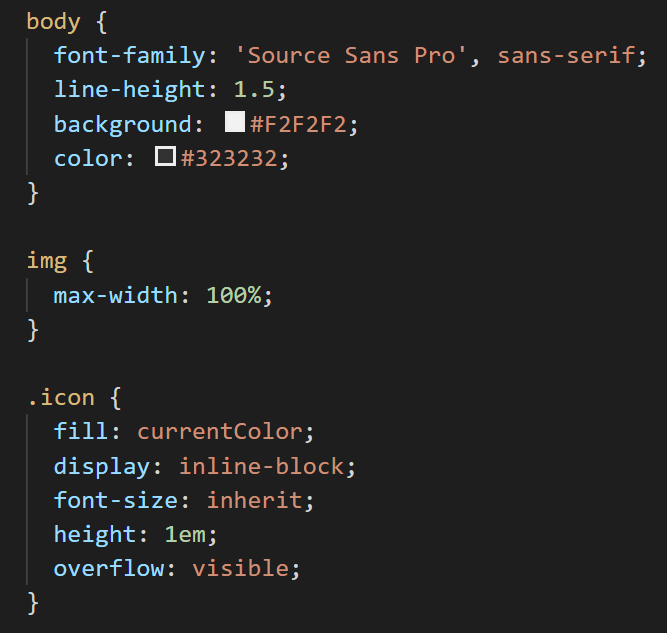 body {
  font-family: 'Source Sans Pro', sans-serif;
  line-height: 1.5;
  background: #F2F2F2;
  color: #323232;
}

img {
  max-width: 100%;
}

.icon {
  fill: currentColor;
  display: inline-block;
  font-size: inherit;
  height: 1em;
  overflow: visible;
}